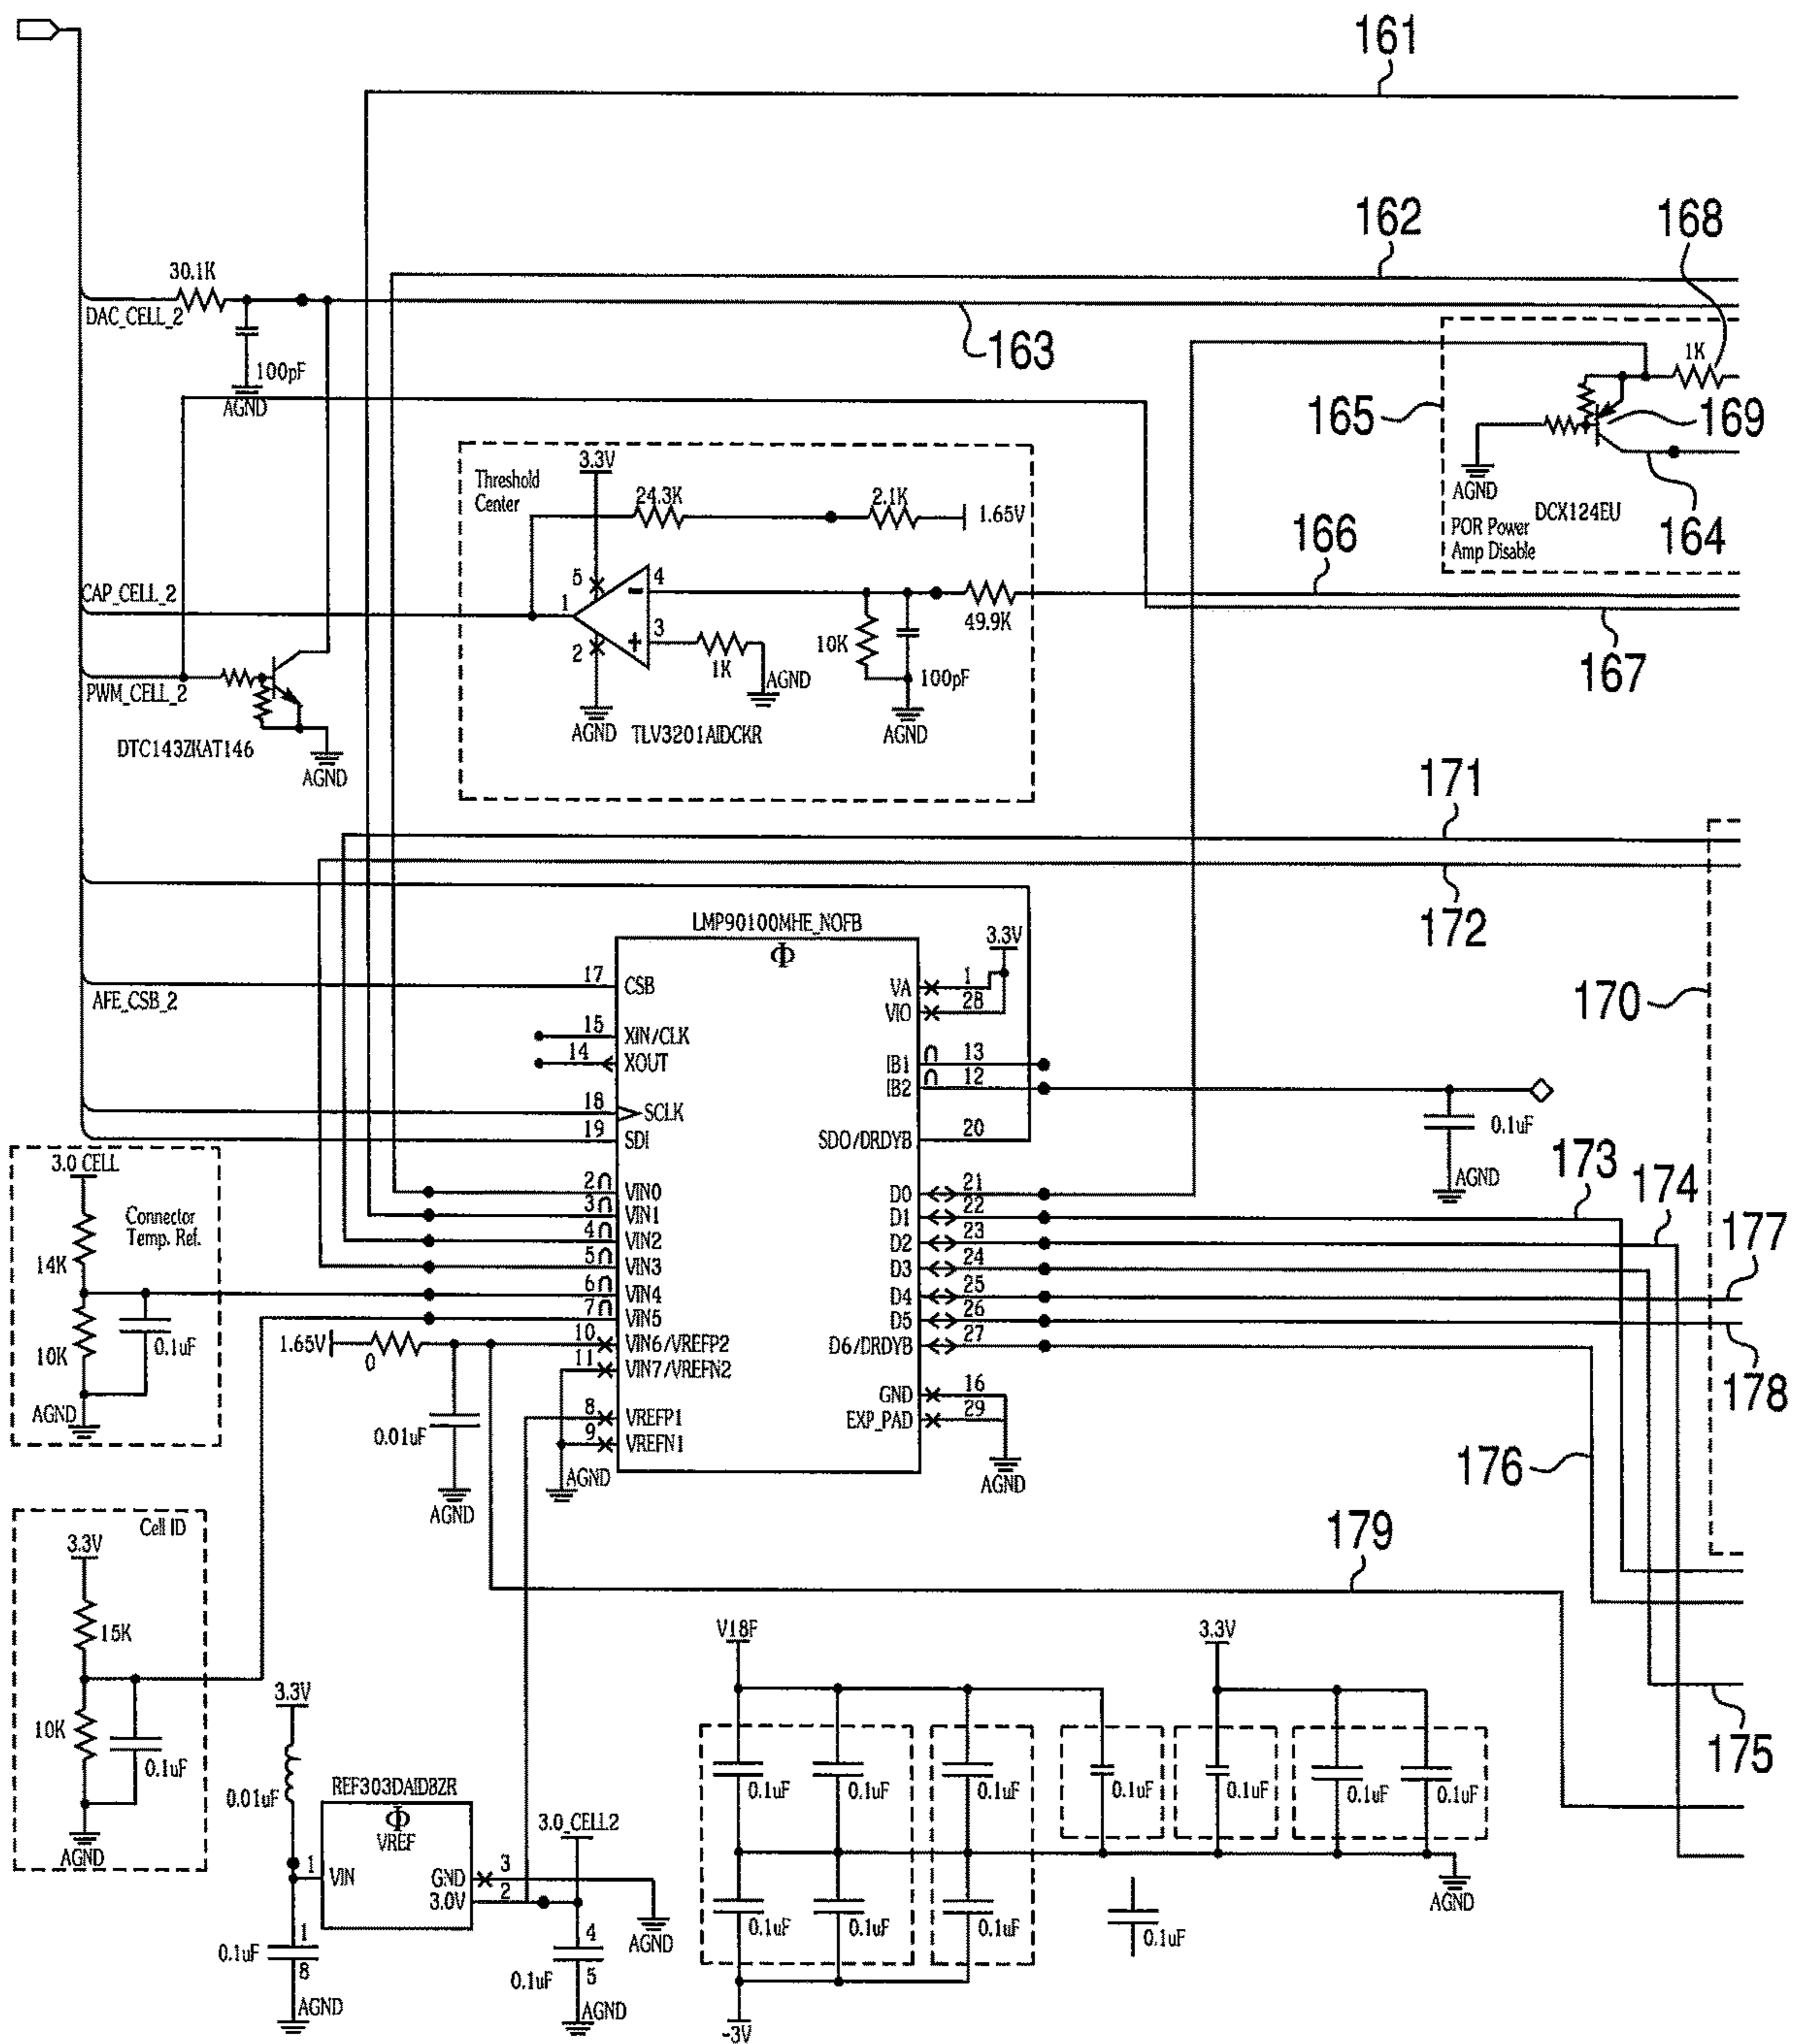 161
162
168
30.1K
DAC_CELL_2
163
100pF
AGND
1K
165
169
AGND
DCX124EU
164
POR Power
Amp Disable
Threshold
Center
3.3V
24.3K
2.1K
1.65V
166
CAP_CELL_2
5
4
1
3
2
1K
AGND
10K
49.9K
100pF
167
PWM_CELL_2
AGND
TLV3201AIDCKR
AGND
DTC143ZKAT146
AGND
171
172
LMP90100MHE_NOFB
Φ
3.3V
170
17 CSB
VA 1
VIO 28
AFE_CSB_2
15 XIN/CLK
14 XOUT
IB1 13
IB2 12
18 SCLK
19 SDI
SDO/DRDYB 20
0.1uF
AGND
173
174
177
3.0 CELL
Connector
Temp. Ref.
14K
10K
0.1uF
AGND
2 VIN0
3 VIN1
4 VIN2
5 VIN3
6 VIN4
7 VIN5
1.65V
0
10 VIN6/VREFP2
11 VIN7/VREFN2
8 VREFP1
9 VREFN1
D0 21
D1 22
D2 23
D3 24
D4 25
D5 26
D6/DRDYB 27
GND 16
EXP_PAD 29
178
0.01uF
AGND
AGND
AGND
176
Cell ID
3.3V
15K
10K
0.1uF
AGND
179
V18F
3.3V
175
3.3V
0.01uF
REF303DAIDBZR
Φ
VREF
1 VIN
GND 3
3.0V 2
3.0_CELL2
AGND
0.1uF
1
8
AGND
0.1uF
4
5
AGND
0.1uF
0.1uF
0.1uF
0.1uF
0.1uF
0.1uF
0.1uF
AGND
0.1uF
0.1uF
0.1uF
0.1uF
-3V